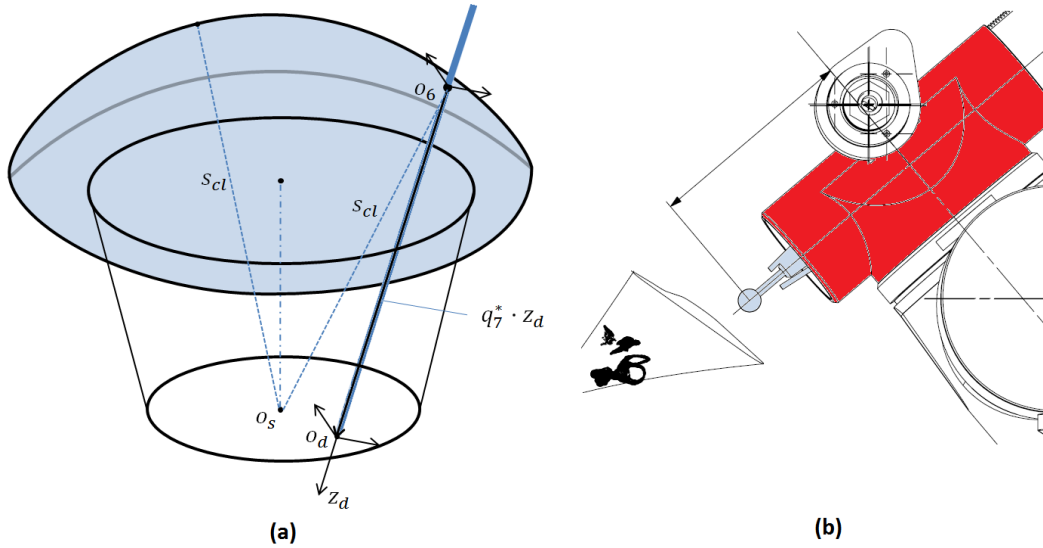 o₆
s_cl
s_cl
q₇* · z_d
o_s
o_d
z_d
(a)
(b)